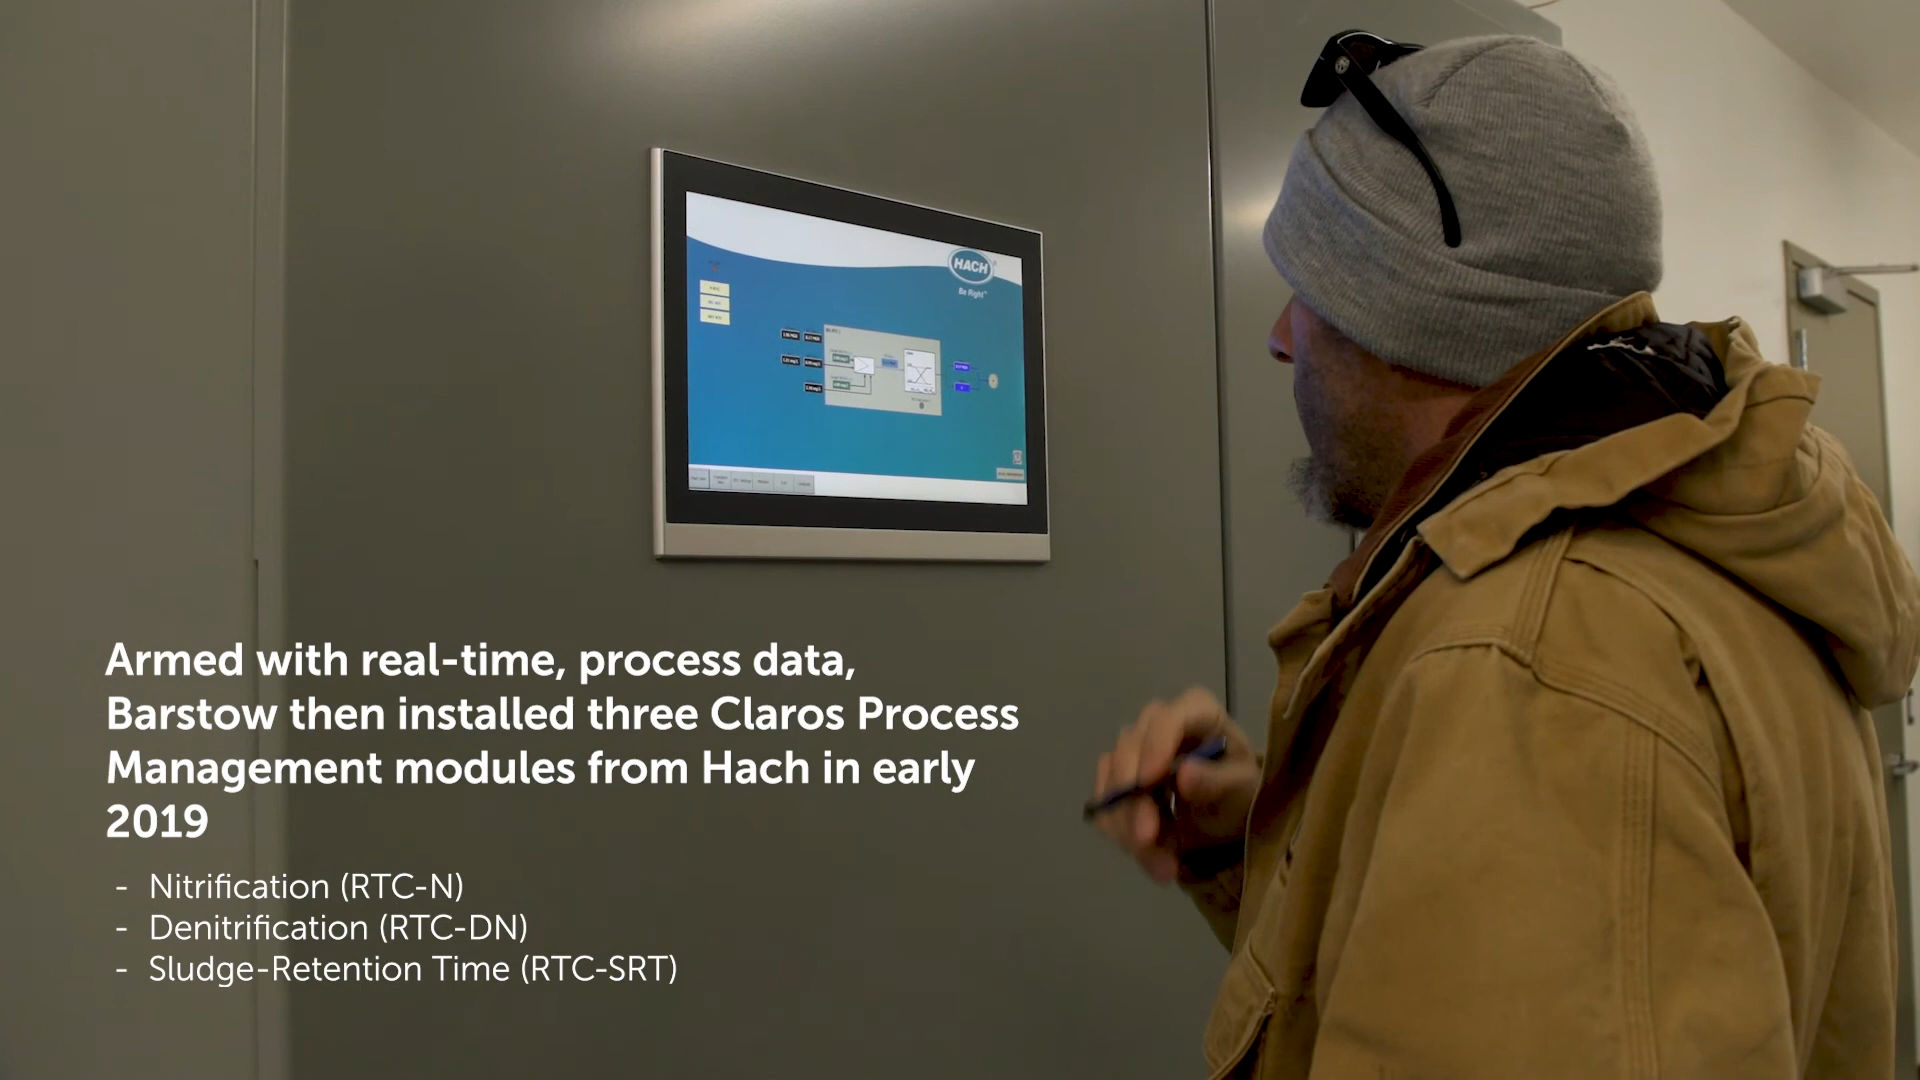 HACH
Be Right™
Armed with real-time, process data,
Barstow then installed three Claros Process
Management modules from Hach in early
2019
- Nitrification (RTC-N)
- Denitrification (RTC-DN)
- Sludge-Retention Time (RTC-SRT)